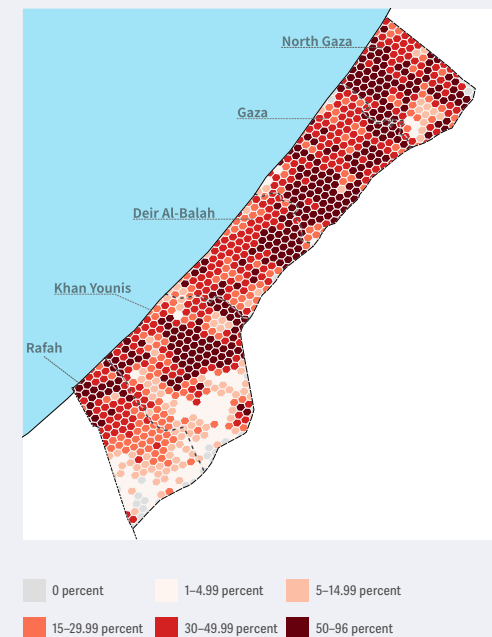 North Gaza
Gaza
Deir Al-Balah
Khan Younis
Rafah
0 percent 1–4.99 percent 5–14.99 percent
15–29.99 percent 30–49.99 percent 50–96 percent